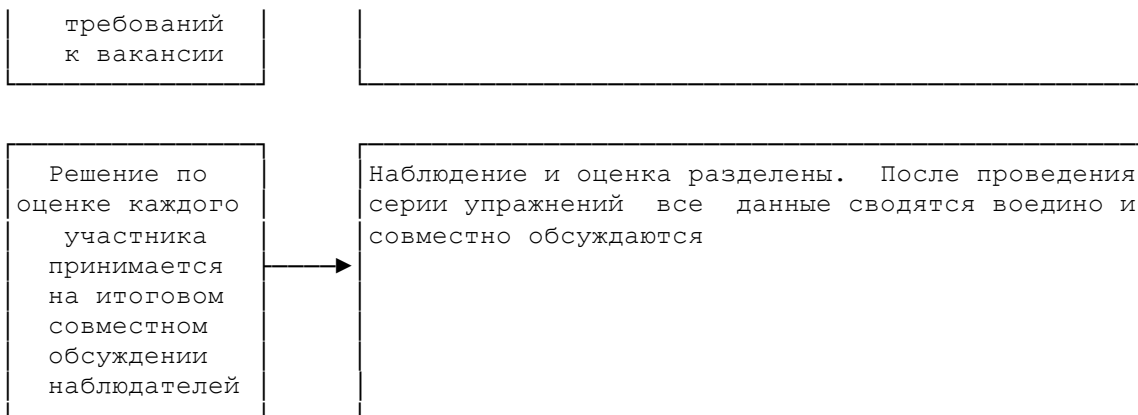 требований
к вакансии
Решение по
оценке каждого
участника
принимается
на итоговом
совместном
обсуждении
наблюдателей
Наблюдение и оценка разделены. После проведения
серии упражнений все данные сводятся воедино и
совместно обсуждаются